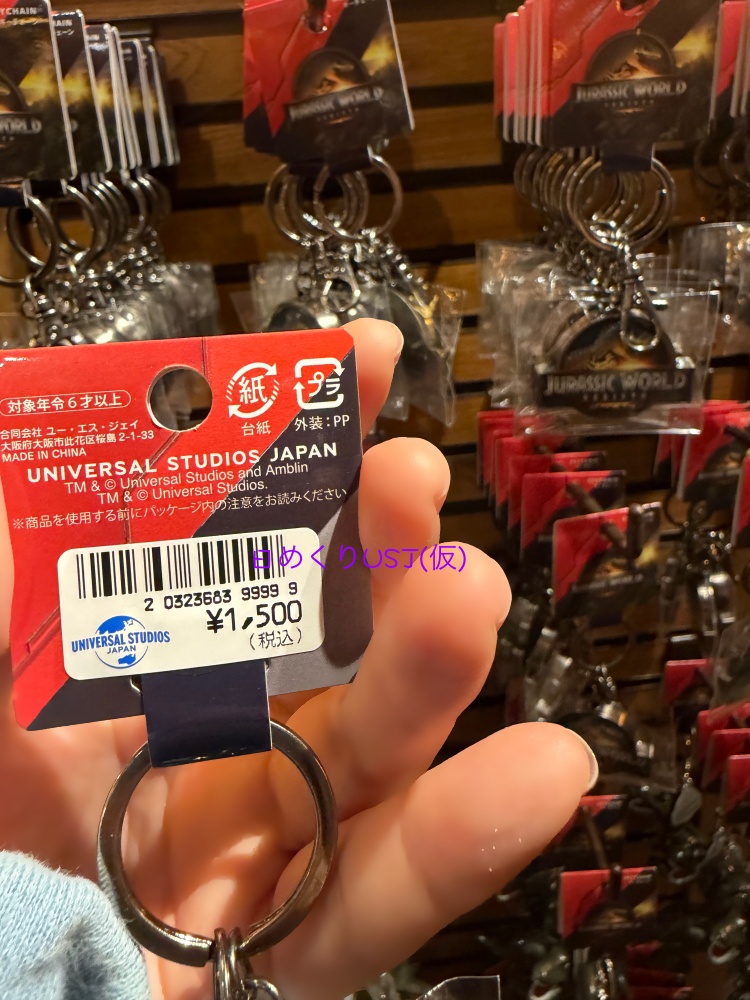 YCHAIN
JURASSIC WORLD
REBIRTH
JURASSIC WORLD
REBIRTH
JURASSIC WORLD
REBIRTH
対象年令6才以上
紙
台紙
プラ
外装:PP
合同会社 ユー・エス・ジェイ
大阪府大阪市此花区桜島 2-1-33
MADE IN CHINA
UNIVERSAL STUDIOS JAPAN
TM & © Universal Studios and Amblin
TM & © Universal Studios.
※商品を使用する前にパッケージ内の注意をお読みください
日めくりUSJ(仮)
2 0323683 9999 9
¥1,500
(税込)
UNIVERSAL STUDIOS
JAPAN